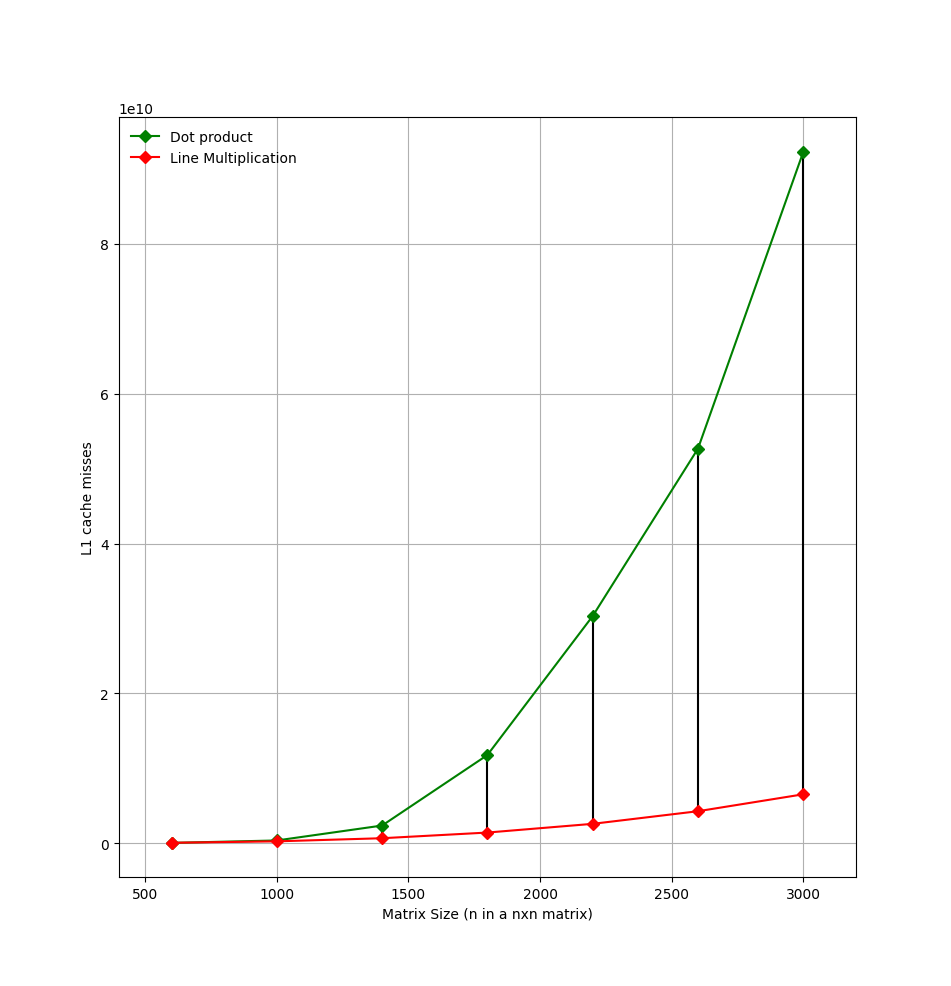 1e10
Dot product
Line Multiplication
8
6
4
2
0
L1 cache misses
500 1000 1500 2000 2500 3000
Matrix Size (n in a nxn matrix)